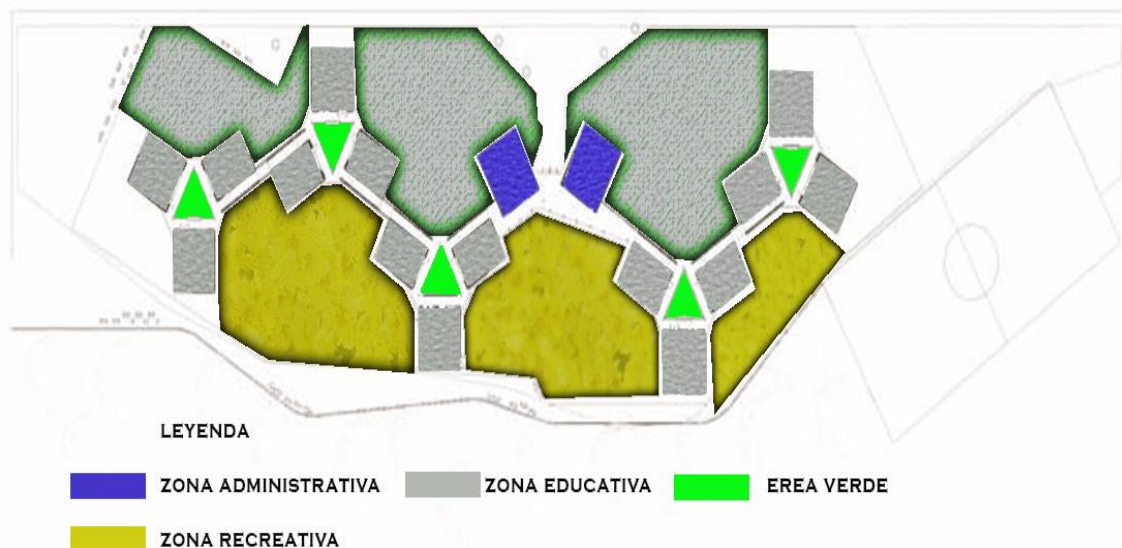 LEYENDA
ZONA ADMINISTRATIVA ZONA EDUCATIVA EREA VERDE
ZONA RECREATIVA